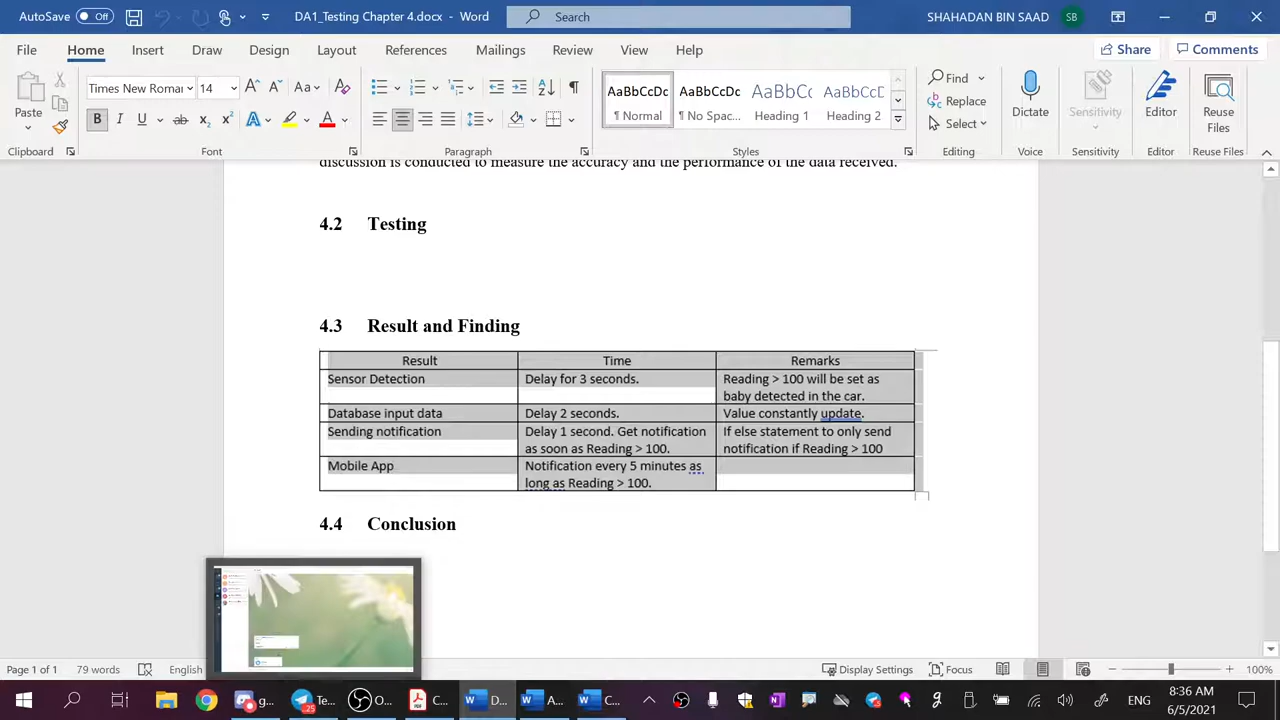 AutoSave Off DA1_Testing Chapter 4.docx - Word Search SHAHADAN BIN SAAD SB
File Home Insert Draw Design Layout References Mailings Review View Help Share Comments
Times New Roma 14
Paste
Clipboard Font Paragraph Styles Editing Voice Sensitivity Editor Reuse Files
AaBbCcDc AaBbCcDc AaBbCc AaBbCcD
¶ Normal ¶ No Spac... Heading 1 Heading 2
Find
Replace
Select
Dictate Sensitivity Editor Reuse
Files
discussion is conducted to measure the accuracy and the performance of the data received.
4.2 Testing
4.3 Result and Finding
Result Time Remarks
Sensor Detection Delay for 3 seconds. Reading > 100 will be set as
baby detected in the car.
Database input data Delay 2 seconds. Value constantly update.
Sending notification Delay 1 second. Get notification If else statement to only send
as soon as Reading > 100. notification if Reading > 100
Mobile App Notification every 5 minutes as
long as Reading > 100.
4.4 Conclusion
Page 1 of 1 79 words English Display Settings Focus 100%
g... Te... 25 O... C... D... A... C... ENG 8:36 AM
6/5/2021